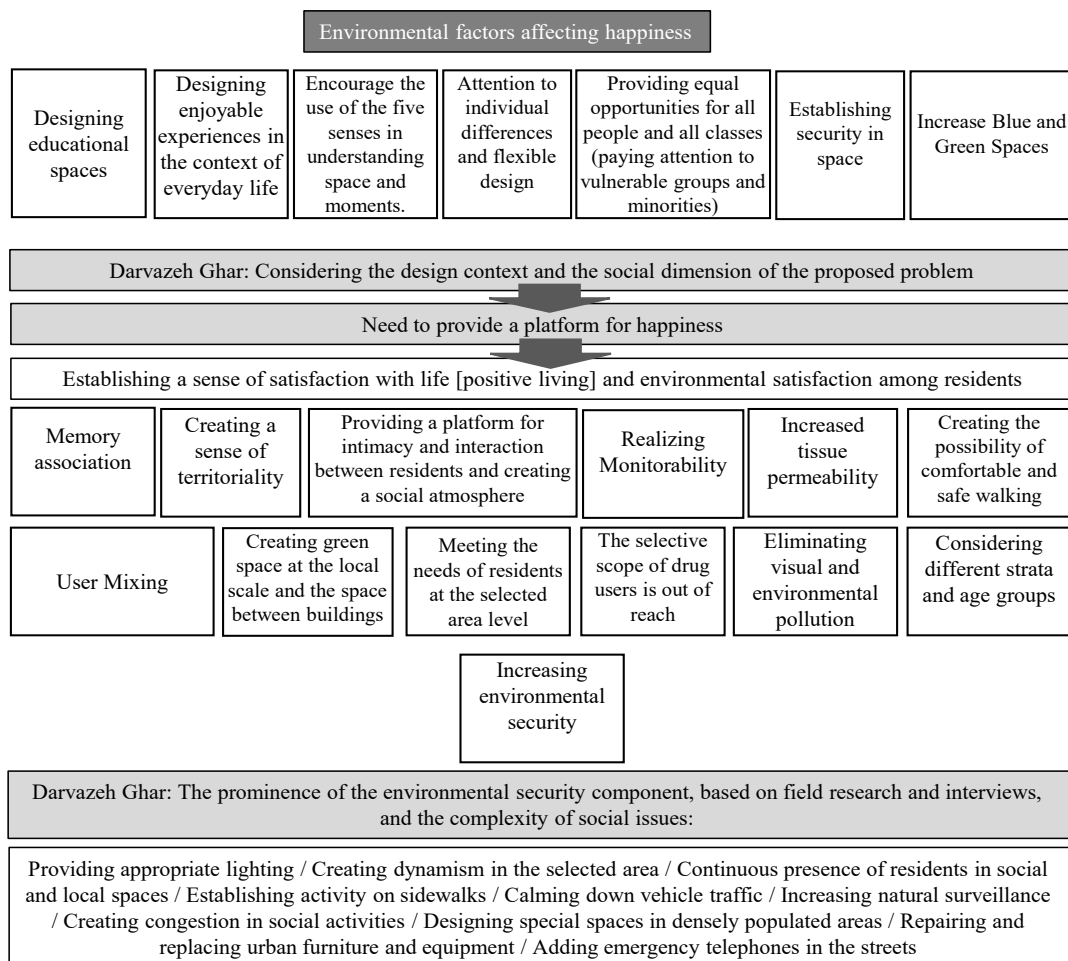 Environmental factors affecting happiness
Designing
educational
spaces
Designing
enjoyable
experiences in
the context of
everyday life
Encourage the
use of the five
senses in
understanding
space and
moments.
Attention to
individual
differences
and flexible
design
Providing equal
opportunities for all
people and all classes
(paying attention to
vulnerable groups and
minorities)
Establishing
security in
space
Increase Blue and
Green Spaces
Darvazeh Ghar: Considering the design context and the social dimension of the proposed problem
Need to provide a platform for happiness
Establishing a sense of satisfaction with life [positive living] and environmental satisfaction among residents
Memory
association
Creating a
sense of
territoriality
Providing a platform for
intimacy and interaction
between residents and creating
a social atmosphere
Realizing
Monitorability
Increased
tissue
permeability
Creating the
possibility of
comfortable and
safe walking
User Mixing
Creating green
space at the local
scale and the space
between buildings
Meeting the
needs of residents
at the selected
area level
The selective
scope of drug
users is out of
reach
Eliminating
visual and
environmental
pollution
Considering
different strata
and age groups
Increasing
environmental
security
Darvazeh Ghar: The prominence of the environmental security component, based on field research and interviews,
and the complexity of social issues:
Providing appropriate lighting / Creating dynamism in the selected area / Continuous presence of residents in social
and local spaces / Establishing activity on sidewalks / Calming down vehicle traffic / Increasing natural surveillance
/ Creating congestion in social activities / Designing special spaces in densely populated areas / Repairing and
replacing urban furniture and equipment / Adding emergency telephones in the streets